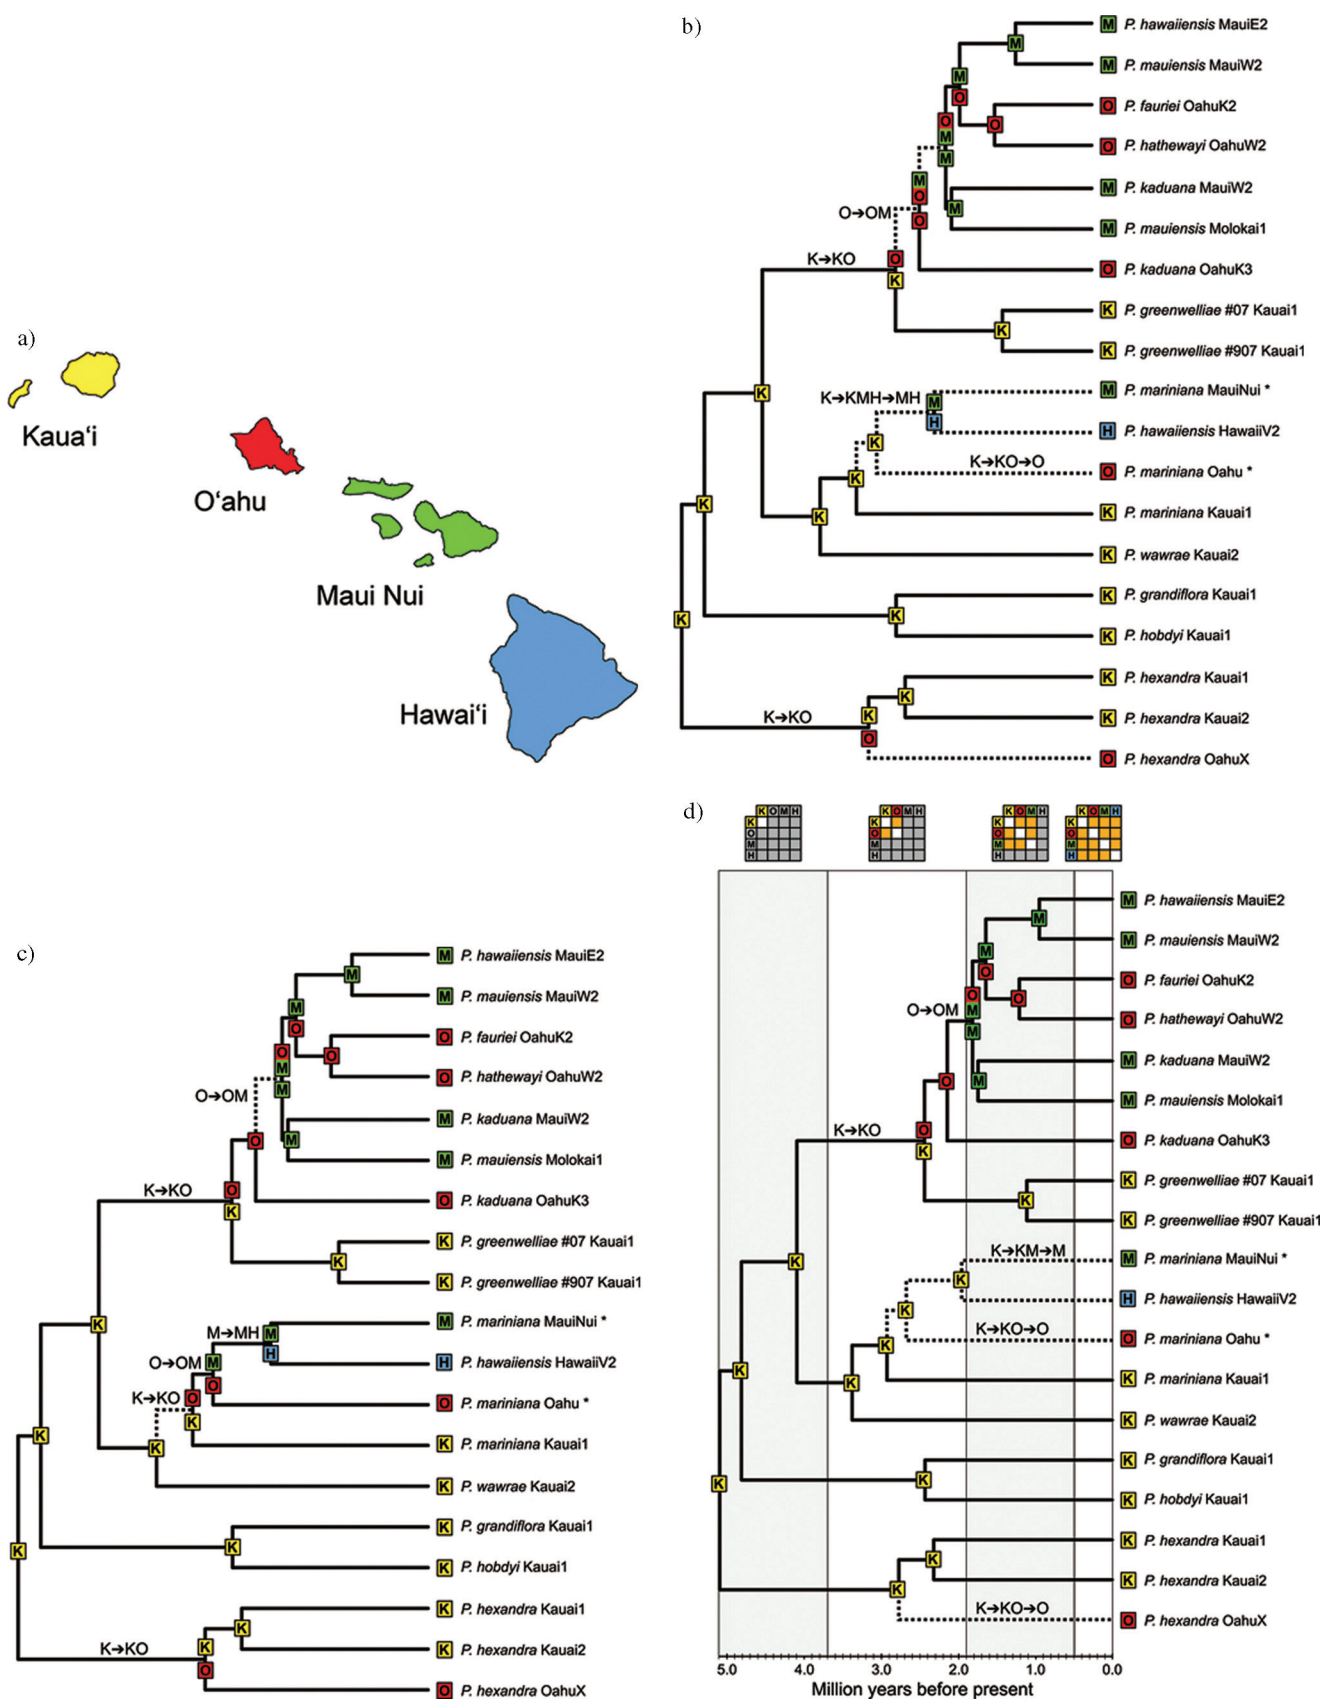 a)
Kaua‘i
O‘ahu
Maui Nui
Hawai‘i
b)
M P. hawaiiensis MauiE2
M
M P. mauiensis MauiW2
M
O
O P. fauriei OahuK2
O
O P. hathewayi OahuW2
O
M
M
M P. kaduana MauiW2
M
M P. mauiensis Molokai1
M
O
O
O→OM
O P. kaduana OahuK3
K→KO
O
K
K P. greenwelliae #07 Kauai1
K
K P. greenwelliae #907 Kauai1
K
M P. mariniana MauiNui *
K→KMH→MH
M
H
H P. hawaiiensis HawaiiV2
K
K→KO→O
O P. mariniana Oahu *
K
K P. mariniana Kauai1
K
K
K P. wawrae Kauai2
K P. grandiflora Kauai1
K
K
K P. hobdyi Kauai1
K P. hexandra Kauai1
K
K→KO
K
O
K P. hexandra Kauai2
O P. hexandra OahuX
c)
M P. hawaiiensis MauiE2
M
M P. mauiensis MauiW2
M
O
O P. fauriei OahuK2
O
O P. hathewayi OahuW2
O
M
M
O→OM
M P. kaduana MauiW2
M
O
M P. mauiensis Molokai1
K→KO
O
K
O P. kaduana OahuK3
K P. greenwelliae #07 Kauai1
K
K P. greenwelliae #907 Kauai1
K
M P. mariniana MauiNui *
M→MH
M
H
H P. hawaiiensis HawaiiV2
O→OM
M
O
K→KO
O
K
O P. mariniana Oahu *
K P. mariniana Kauai1
K
K
K P. wawrae Kauai2
K P. grandiflora Kauai1
K
K
K P. hobdyi Kauai1
K P. hexandra Kauai1
K
K→KO
K
O
K P. hexandra Kauai2
O P. hexandra OahuX
d)
K O M H
K
O
M
H
K O M H
K
O
M
H
K O M H
K
O
M
H
K O M H
K
O
M
H
M P. hawaiiensis MauiE2
M
M P. mauiensis MauiW2
M
O
O P. fauriei OahuK2
O
O P. hathewayi OahuW2
O→OM
O
M
M
M P. kaduana MauiW2
M
M P. mauiensis Molokai1
O
K→KO
O
K
O P. kaduana OahuK3
K P. greenwelliae #07 Kauai1
K
K P. greenwelliae #907 Kauai1
K
K→KM→M
M P. mariniana MauiNui *
K
H P. hawaiiensis HawaiiV2
K
K→KO→O
O P. mariniana Oahu *
K
K P. mariniana Kauai1
K
K
K P. wawrae Kauai2
K P. grandiflora Kauai1
K
K
K P. hobdyi Kauai1
K P. hexandra Kauai1
K
K
K P. hexandra Kauai2
K→KO→O
O P. hexandra OahuX
5.0 4.0 3.0 2.0 1.0 0.0
Million years before present